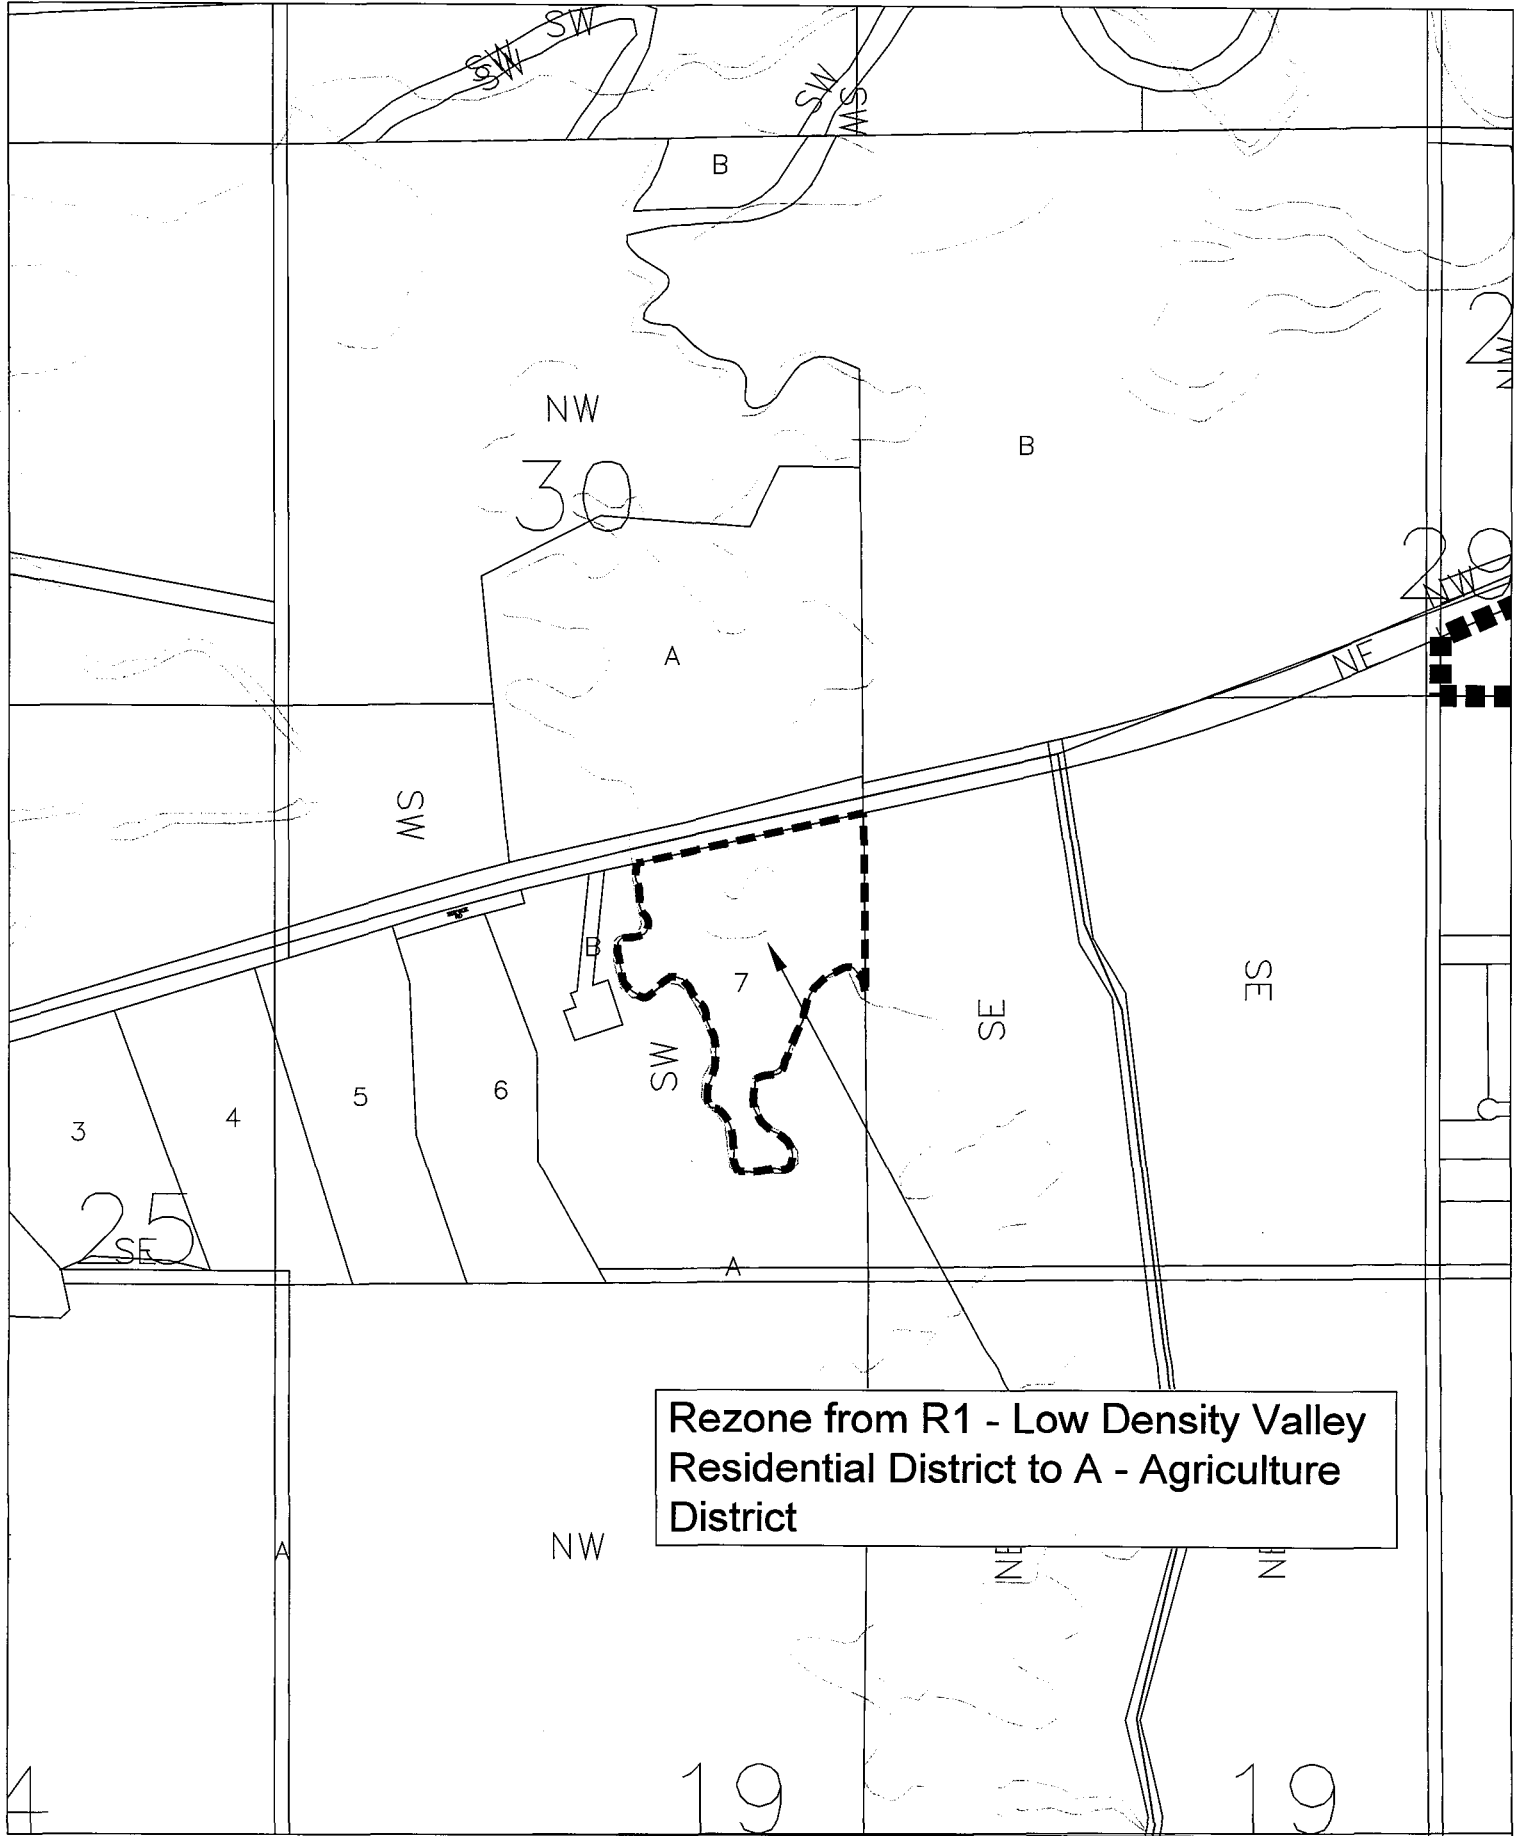 SW
SW
SW
SW
SW
B
2
NW
NW
B
30
29
NW
A
NE
SW
B
7
SE
SE
SW
6
5
4
3
25
SE
A
Rezone from R1 - Low Density Valley
Residential District to A - Agriculture
District
A
NW
NE
NE
19
19
4